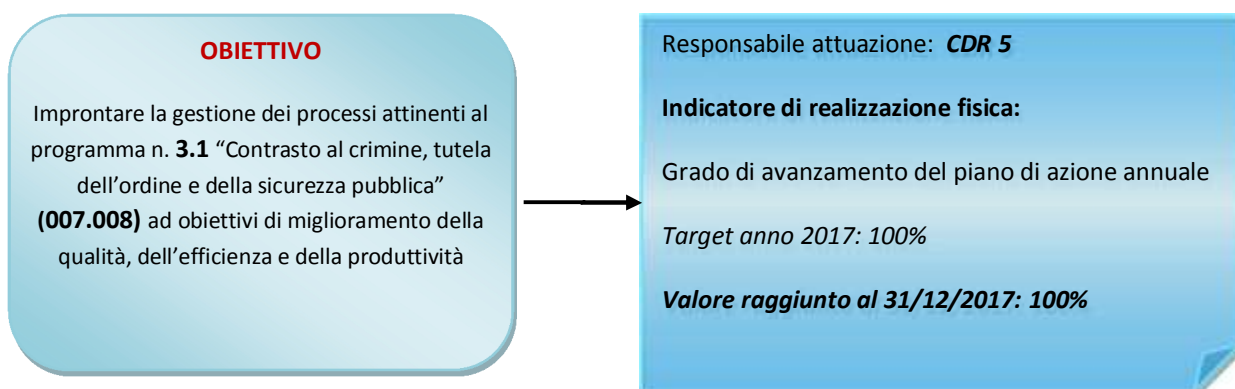 OBIETTIVO
Improntare la gestione dei processi attinenti al
programma n. 3.1 “Contrasto al crimine, tutela
dell’ordine e della sicurezza pubblica”
(007.008) ad obiettivi di miglioramento della
qualità, dell’efficienza e della produttività
Responsabile attuazione: CDR 5
Indicatore di realizzazione fisica:
Grado di avanzamento del piano di azione annuale
Target anno 2017: 100%
Valore raggiunto al 31/12/2017: 100%